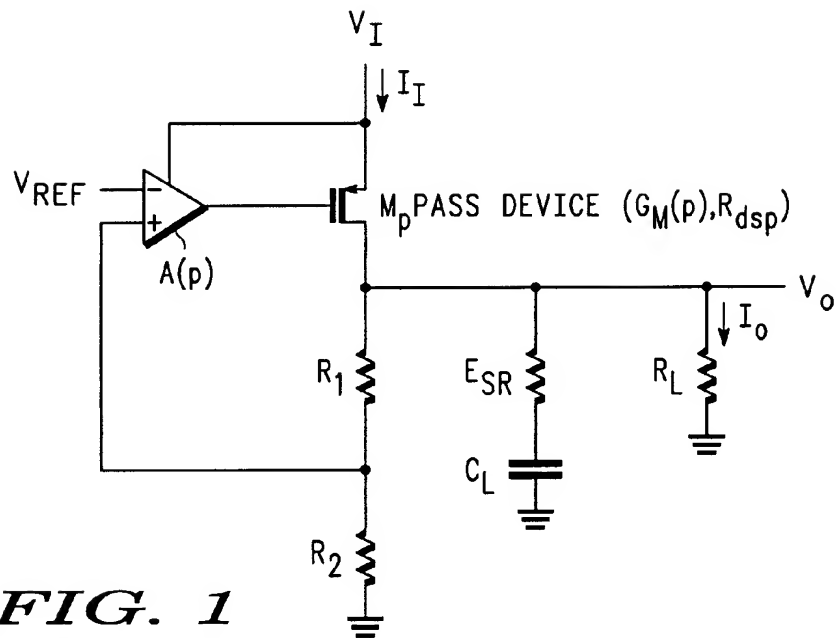 V_I
I_I
V_REF
-
+
A(p)
M_p PASS DEVICE (G_M(p),R_dsp)
V_o
I_o
R_1
E_SR
R_L
C_L
R_2
FIG. 1